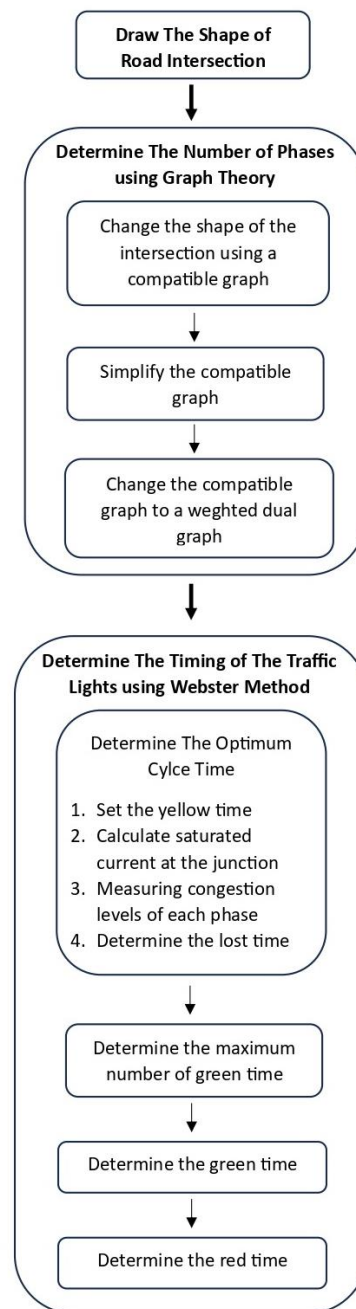 Draw The Shape of
Road Intersection
Determine The Number of Phases
using Graph Theory
Change the shape of the
intersection using a
compatible graph
Simplify the compatible
graph
Change the compatible
graph to a weghted dual
graph
Determine The Timing of The Traffic
Lights using Webster Method
Determine The Optimum
Cylce Time
1. Set the yellow time
2. Calculate saturated
current at the junction
3. Measuring congestion
levels of each phase
4. Determine the lost time
Determine the maximum
number of green time
Determine the green time
Determine the red time